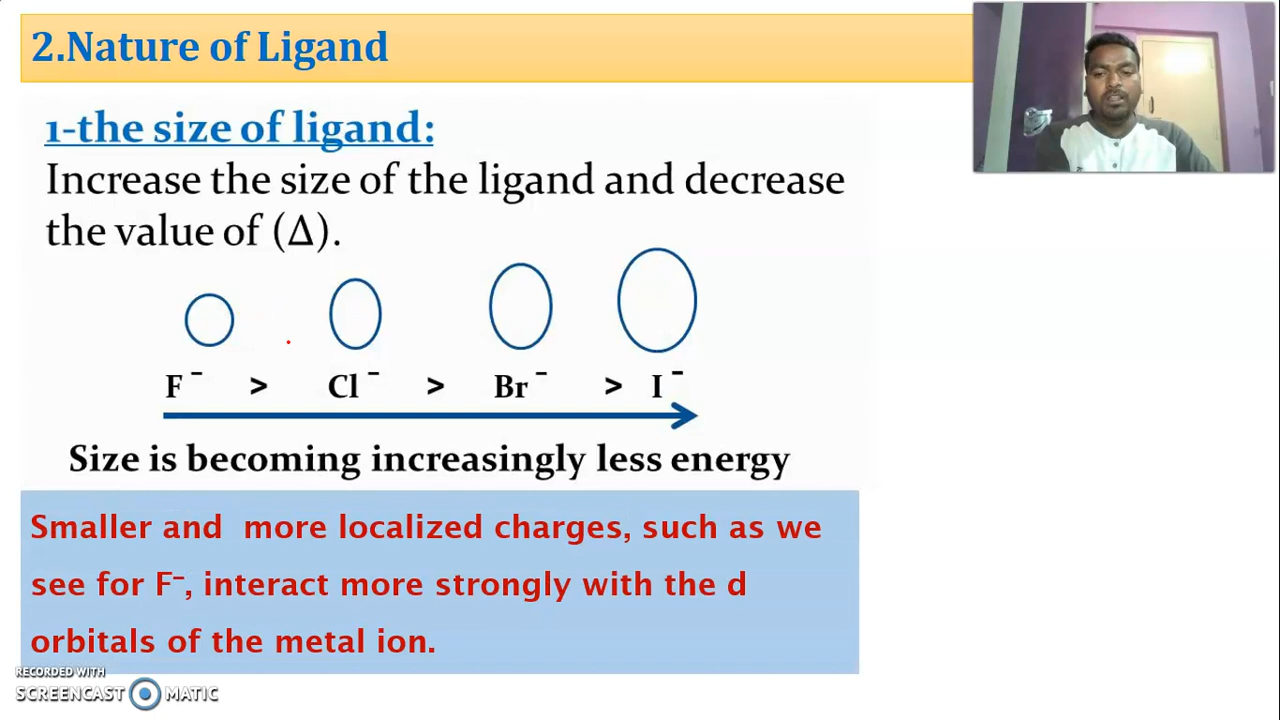 2.Nature of Ligand
1-the size of ligand:
Increase the size of the ligand and decrease
the value of (Δ).
F⁻ > Cl⁻ > Br⁻ > I⁻
Size is becoming increasingly less energy
Smaller and more localized charges, such as we
see for F⁻, interact more strongly with the d
orbitals of the metal ion.
RECORDED WITH
SCREENCAST MATIC